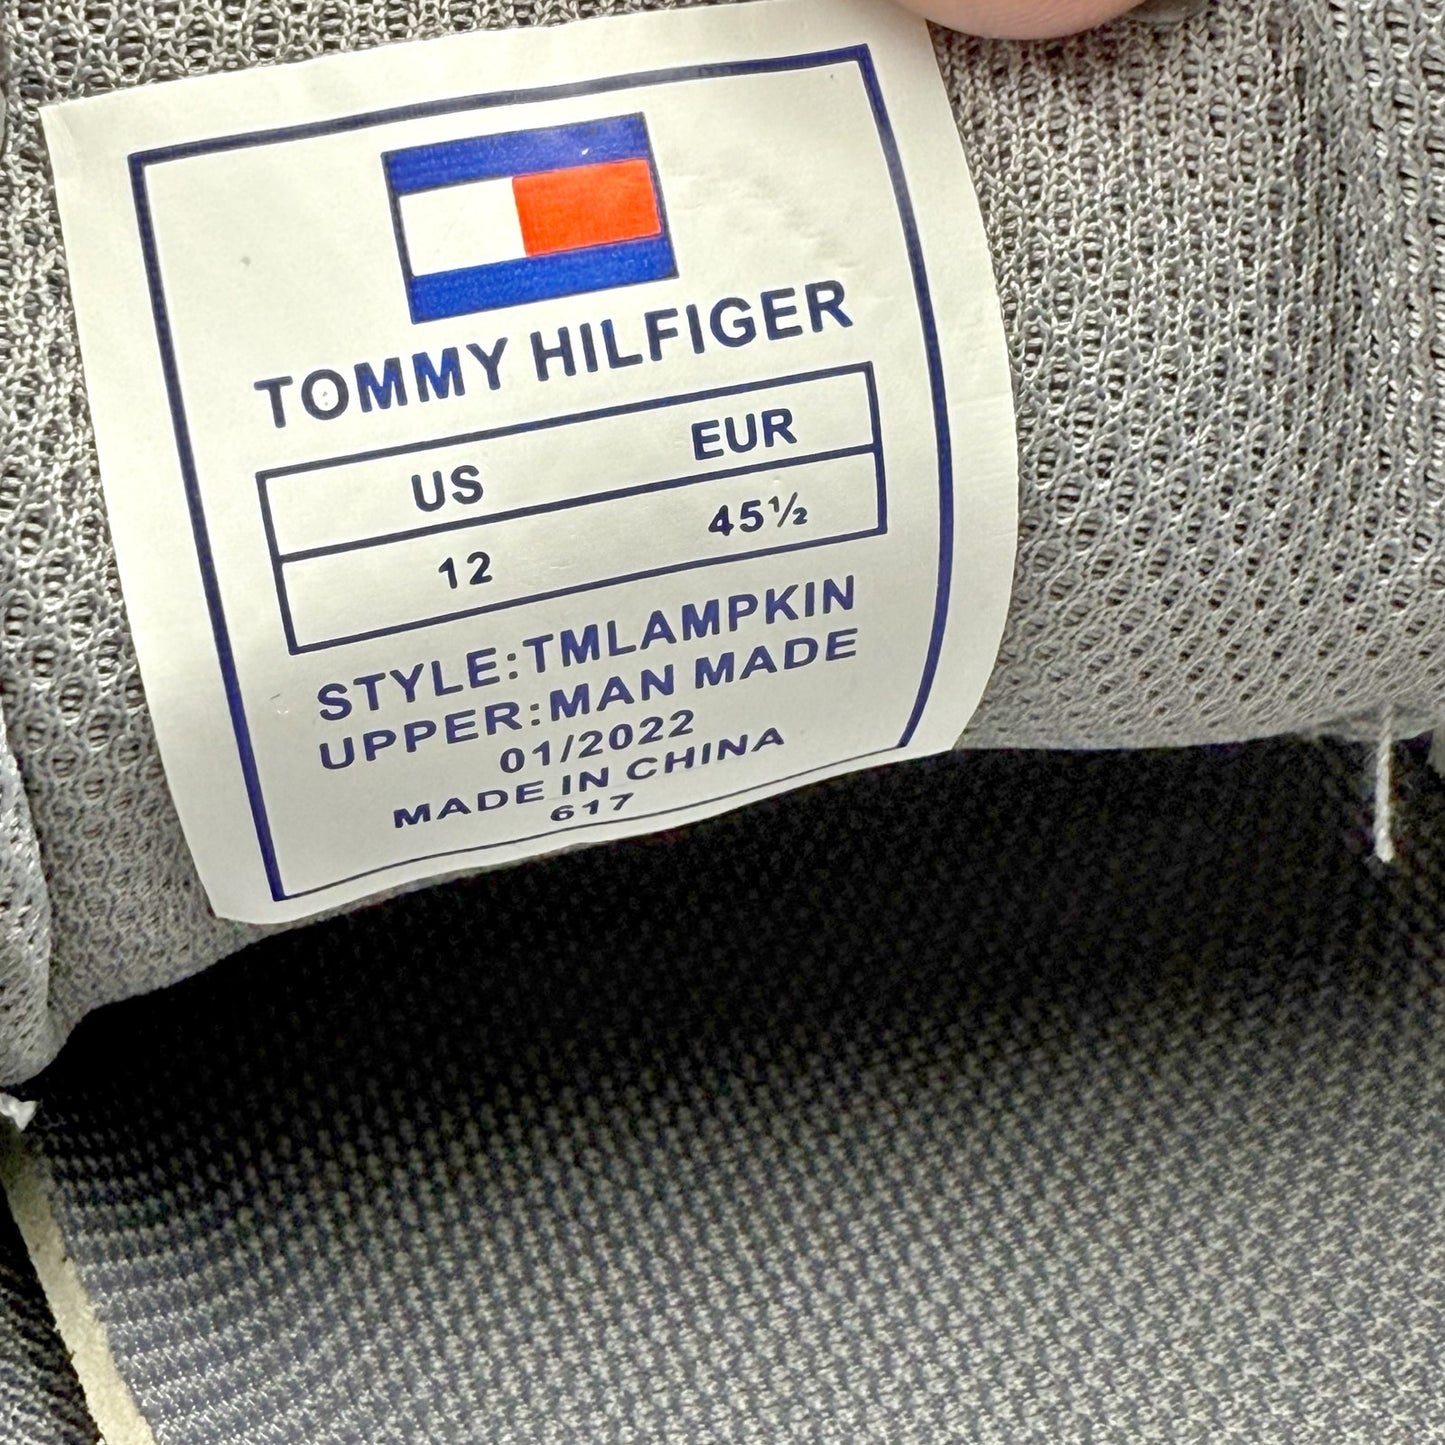 TOMMY HILFIGER
US EUR
12 45½
STYLE:TMLAMPKIN
UPPER:MAN MADE
01/2022
MADE IN CHINA
617